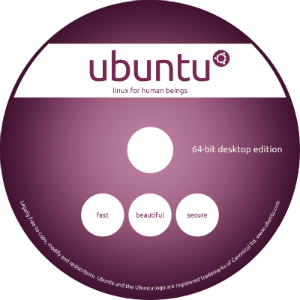 ubuntu
linux for human beings
64-bit desktop edition
fast
beautiful
secure
Legally free to copy, modify and redistribute. Ubuntu and the Ubuntu logo are registered trademarks of Canonical ltd. www.ubuntu.com